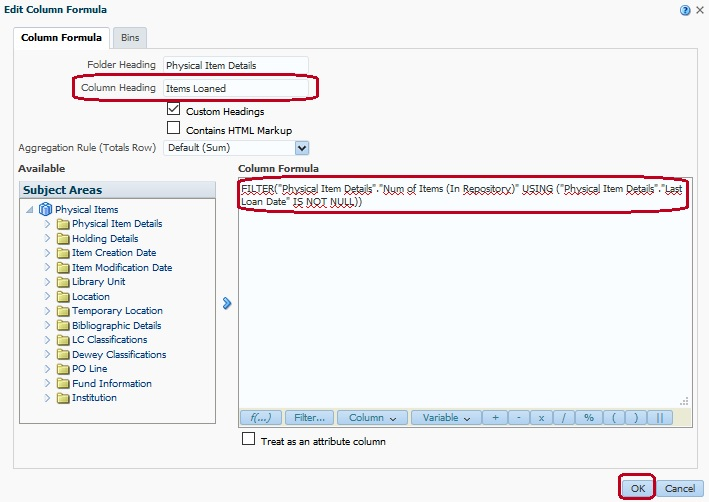 Edit Column Formula
Column Formula
Bins
Folder Heading Physical Item Details
Column Heading Items Loaned
Custom Headings
Contains HTML Markup
Aggregation Rule (Totals Row) Default (Sum)
Available
Subject Areas
Physical Items
Physical Item Details
Holding Details
Item Creation Date
Item Modification Date
Library Unit
Location
Temporary Location
Bibliographic Details
LC Classifications
Dewey Classifications
PO Line
Fund Information
Institution
Column Formula
FILTER("Physical Item Details"."Num of Items (In Repository)" USING ("Physical Item Details"."Last
Loan Date" IS NOT NULL))
f(...) Filter... Column Variable + - x / % ( ) ||
Treat as an attribute column
OK Cancel